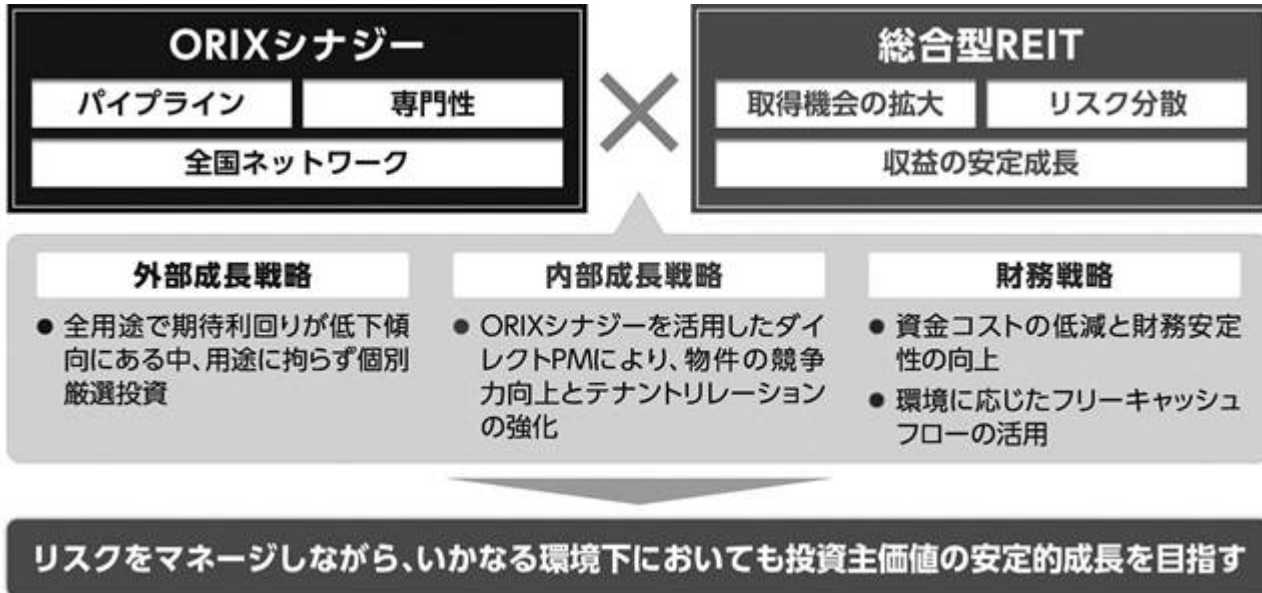 ORIXシナジー
パイプライン
専門性
全国ネットワーク
総合型REIT
取得機会の拡大
リスク分散
収益の安定成長
外部成長戦略
● 全用途で期待利回りが低下傾
向にある中、用途に拘らず個別
厳選投資
内部成長戦略
● ORIXシナジーを活用したダイ
レクトPMにより、物件の競争
力向上とテナントリレーション
の強化
財務戦略
● 資金コストの低減と財務安定
性の向上
● 環境に応じたフリーキャッシュ
フローの活用
リスクをマネージしながら、いかなる環境下においても投資主価値の安定的成長を目指す